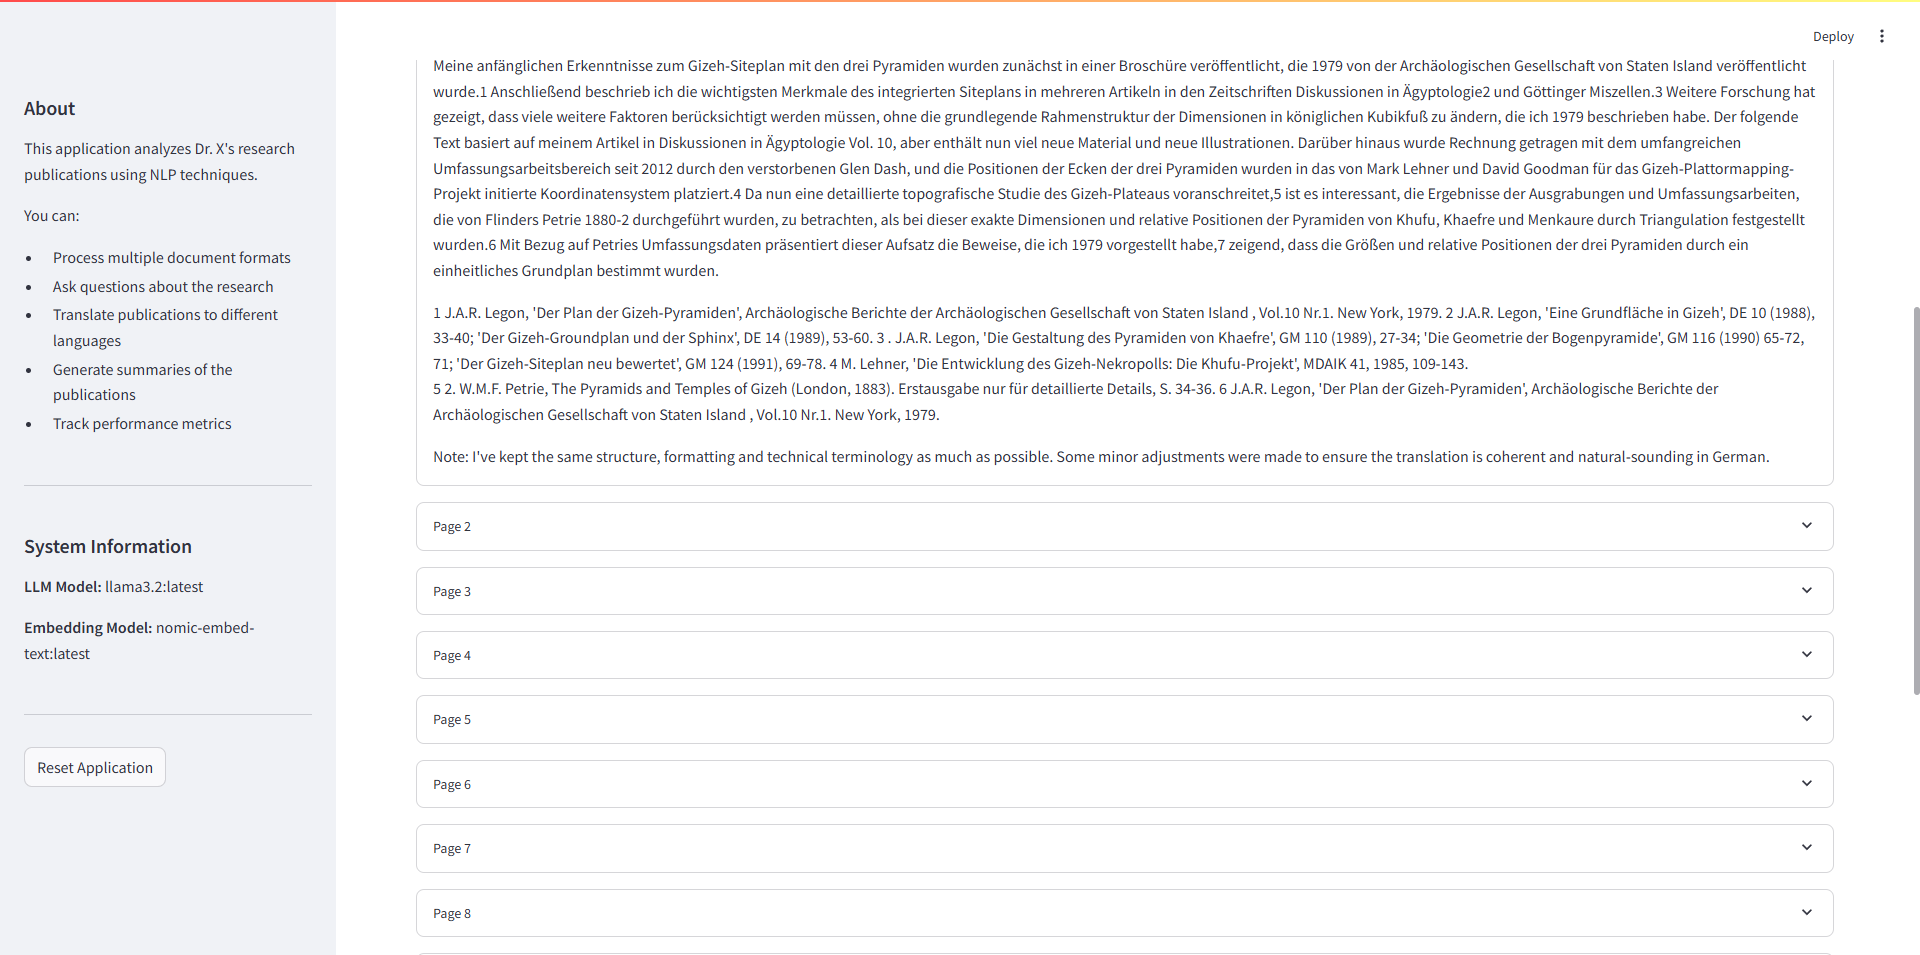 Deploy
About
This application analyzes Dr. X's research
publications using NLP techniques.
You can:
Process multiple document formats
Ask questions about the research
Translate publications to different
languages
Generate summaries of the
publications
Track performance metrics
System Information
LLM Model: llama3.2:latest
Embedding Model: nomic-embed-
text:latest
Reset Application
Meine anfänglichen Erkenntnisse zum Gizeh-Siteplan mit den drei Pyramiden wurden zunächst in einer Broschüre veröffentlicht, die 1979 von der Archäologischen Gesellschaft von Staten Island veröffentlicht
wurde.1 Anschließend beschrieb ich die wichtigsten Merkmale des integrierten Siteplans in mehreren Artikeln in den Zeitschriften Diskussionen in Ägyptologie2 und Göttinger Miszellen.3 Weitere Forschung hat
gezeigt, dass viele weitere Faktoren berücksichtigt werden müssen, ohne die grundlegende Rahmenstruktur der Dimensionen in königlichen Kubikfuß zu ändern, die ich 1979 beschrieben habe. Der folgende
Text basiert auf meinem Artikel in Diskussionen in Ägyptologie Vol. 10, aber enthält nun viel neue Material und neue Illustrationen. Darüber hinaus wurde Rechnung getragen mit dem umfangreichen
Umfassungsarbeitsbereich seit 2012 durch den verstorbenen Glen Dash, und die Positionen der Ecken der drei Pyramiden wurden in das von Mark Lehner und David Goodman für das Gizeh-Plattormapping-
Projekt initierte Koordinatensystem platziert.4 Da nun eine detaillierte topografische Studie des Gizeh-Plateaus voranschreitet,5 ist es interessant, die Ergebnisse der Ausgrabungen und Umfassungsarbeiten,
die von Flinders Petrie 1880-2 durchgeführt wurden, zu betrachten, als bei dieser exakte Dimensionen und relative Positionen der Pyramiden von Khufu, Khaefre und Menkaure durch Triangulation festgestellt
wurden.6 Mit Bezug auf Petries Umfassungsdaten präsentiert dieser Aufsatz die Beweise, die ich 1979 vorgestellt habe,7 zeigend, dass die Größen und relative Positionen der drei Pyramiden durch ein
einheitliches Grundplan bestimmt wurden.
1 J.A.R. Legon, 'Der Plan der Gizeh-Pyramiden', Archäologische Berichte der Archäologischen Gesellschaft von Staten Island , Vol.10 Nr.1. New York, 1979. 2 J.A.R. Legon, 'Eine Grundfläche in Gizeh', DE 10 (1988),
33-40; 'Der Gizeh-Groundplan und der Sphinx', DE 14 (1989), 53-60. 3 . J.A.R. Legon, 'Die Gestaltung des Pyramiden von Khaefre', GM 110 (1989), 27-34; 'Die Geometrie der Bogenpyramide', GM 116 (1990) 65-72,
71; 'Der Gizeh-Siteplan neu bewertet', GM 124 (1991), 69-78. 4 M. Lehner, 'Die Entwicklung des Gizeh-Nekropolls: Die Khufu-Projekt', MDAIK 41, 1985, 109-143.
5 2. W.M.F. Petrie, The Pyramids and Temples of Gizeh (London, 1883). Erstausgabe nur für detaillierte Details, S. 34-36. 6 J.A.R. Legon, 'Der Plan der Gizeh-Pyramiden', Archäologische Berichte der
Archäologischen Gesellschaft von Staten Island , Vol.10 Nr.1. New York, 1979.
Note: I've kept the same structure, formatting and technical terminology as much as possible. Some minor adjustments were made to ensure the translation is coherent and natural-sounding in German.
Page 2
Page 3
Page 4
Page 5
Page 6
Page 7
Page 8